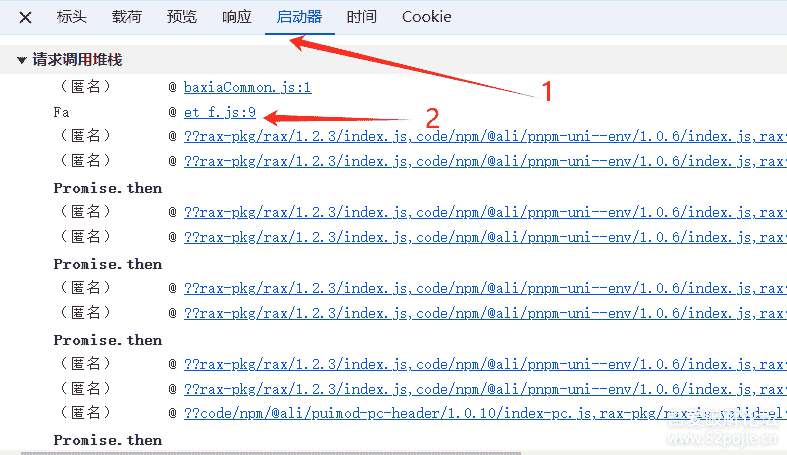 标头 载荷 预览 响应 启动器 时间 Cookie
请求调用堆栈
（匿名） @ baxiaCommon.js:1
1
Fa @ et_f.js:9
2
（匿名） @ ??rax-pkg/rax/1.2.3/index.js,code/npm/@ali/pnpm-uni--env/1.0.6/index.js,rax-
（匿名） @ ??rax-pkg/rax/1.2.3/index.js,code/npm/@ali/pnpm-uni--env/1.0.6/index.js,rax-
Promise.then
（匿名） @ ??rax-pkg/rax/1.2.3/index.js,code/npm/@ali/pnpm-uni--env/1.0.6/index.js,rax-
（匿名） @ ??rax-pkg/rax/1.2.3/index.js,code/npm/@ali/pnpm-uni--env/1.0.6/index.js,rax-
Promise.then
（匿名） @ ??rax-pkg/rax/1.2.3/index.js,code/npm/@ali/pnpm-uni--env/1.0.6/index.js,rax-
（匿名） @ ??rax-pkg/rax/1.2.3/index.js,code/npm/@ali/pnpm-uni--env/1.0.6/index.js,rax-
Promise.then
（匿名） @ ??rax-pkg/rax/1.2.3/index.js,code/npm/@ali/pnpm-uni--env/1.0.6/index.js,rax-
（匿名） @ ??rax-pkg/rax/1.2.3/index.js,code/npm/@ali/pnpm-uni--env/1.0.6/index.js,rax-
（匿名） @ ??code/npm/@ali/puimod-pc-header/1.0.10/index-pc.js,rax-pkg/rax-is-valid-el
Promise.then
www.52pojie.cn